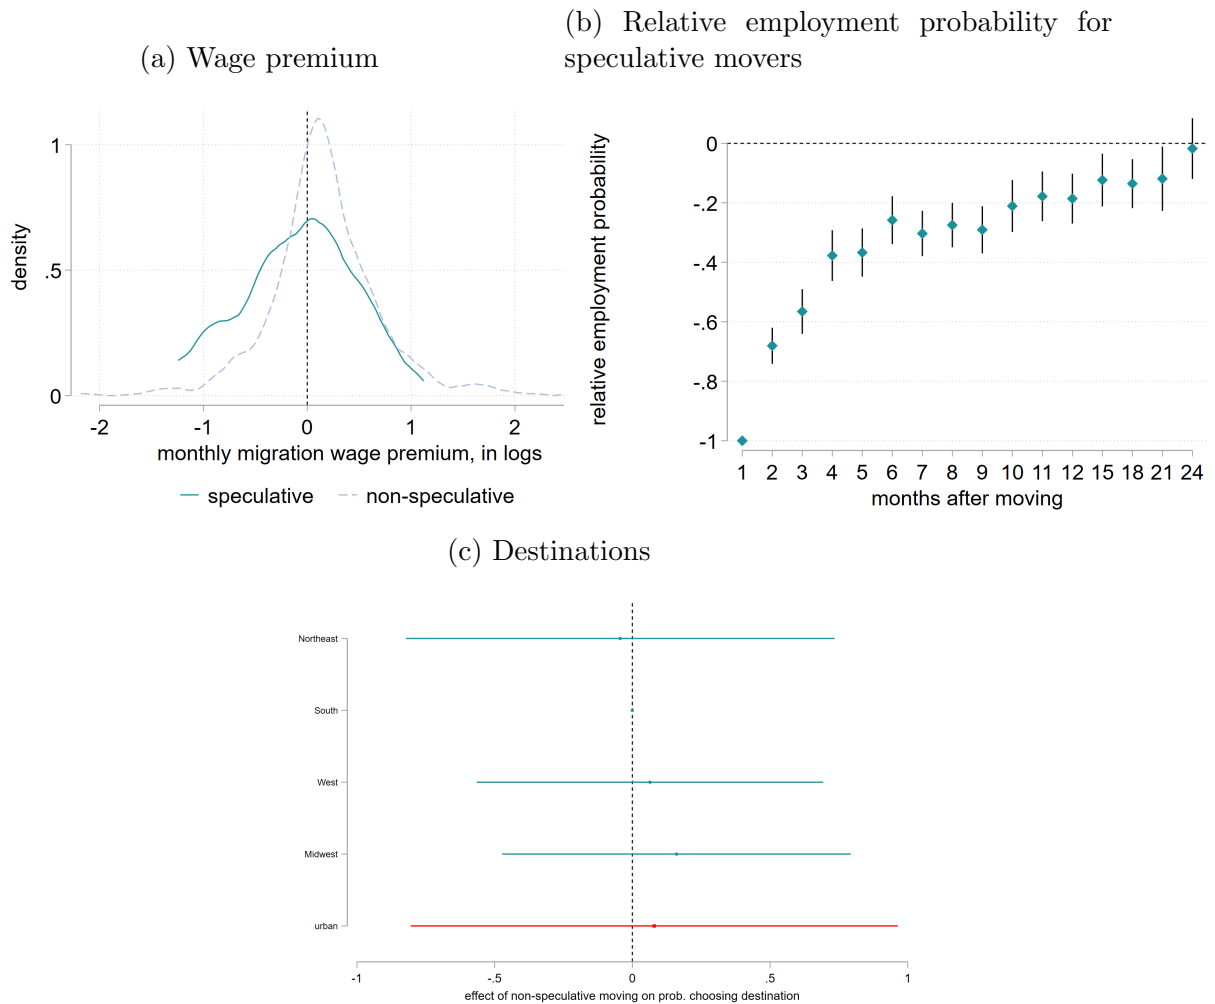 (a) Wage premium
1
.5
0
density
-2 -1 0 1 2
monthly migration wage premium, in logs
speculative non-speculative
(b) Relative employment probability for
speculative movers
0
-.2
-.4
-.6
-.8
-1
relative employment probability
1 2 3 4 5 6 7 8 9 10 11 12 15 18 21 24
months after moving
(c) Destinations
Northeast
South
West
Midwest
urban
-1 -.5 0 .5 1
effect of non-speculative moving on prob. choosing destination